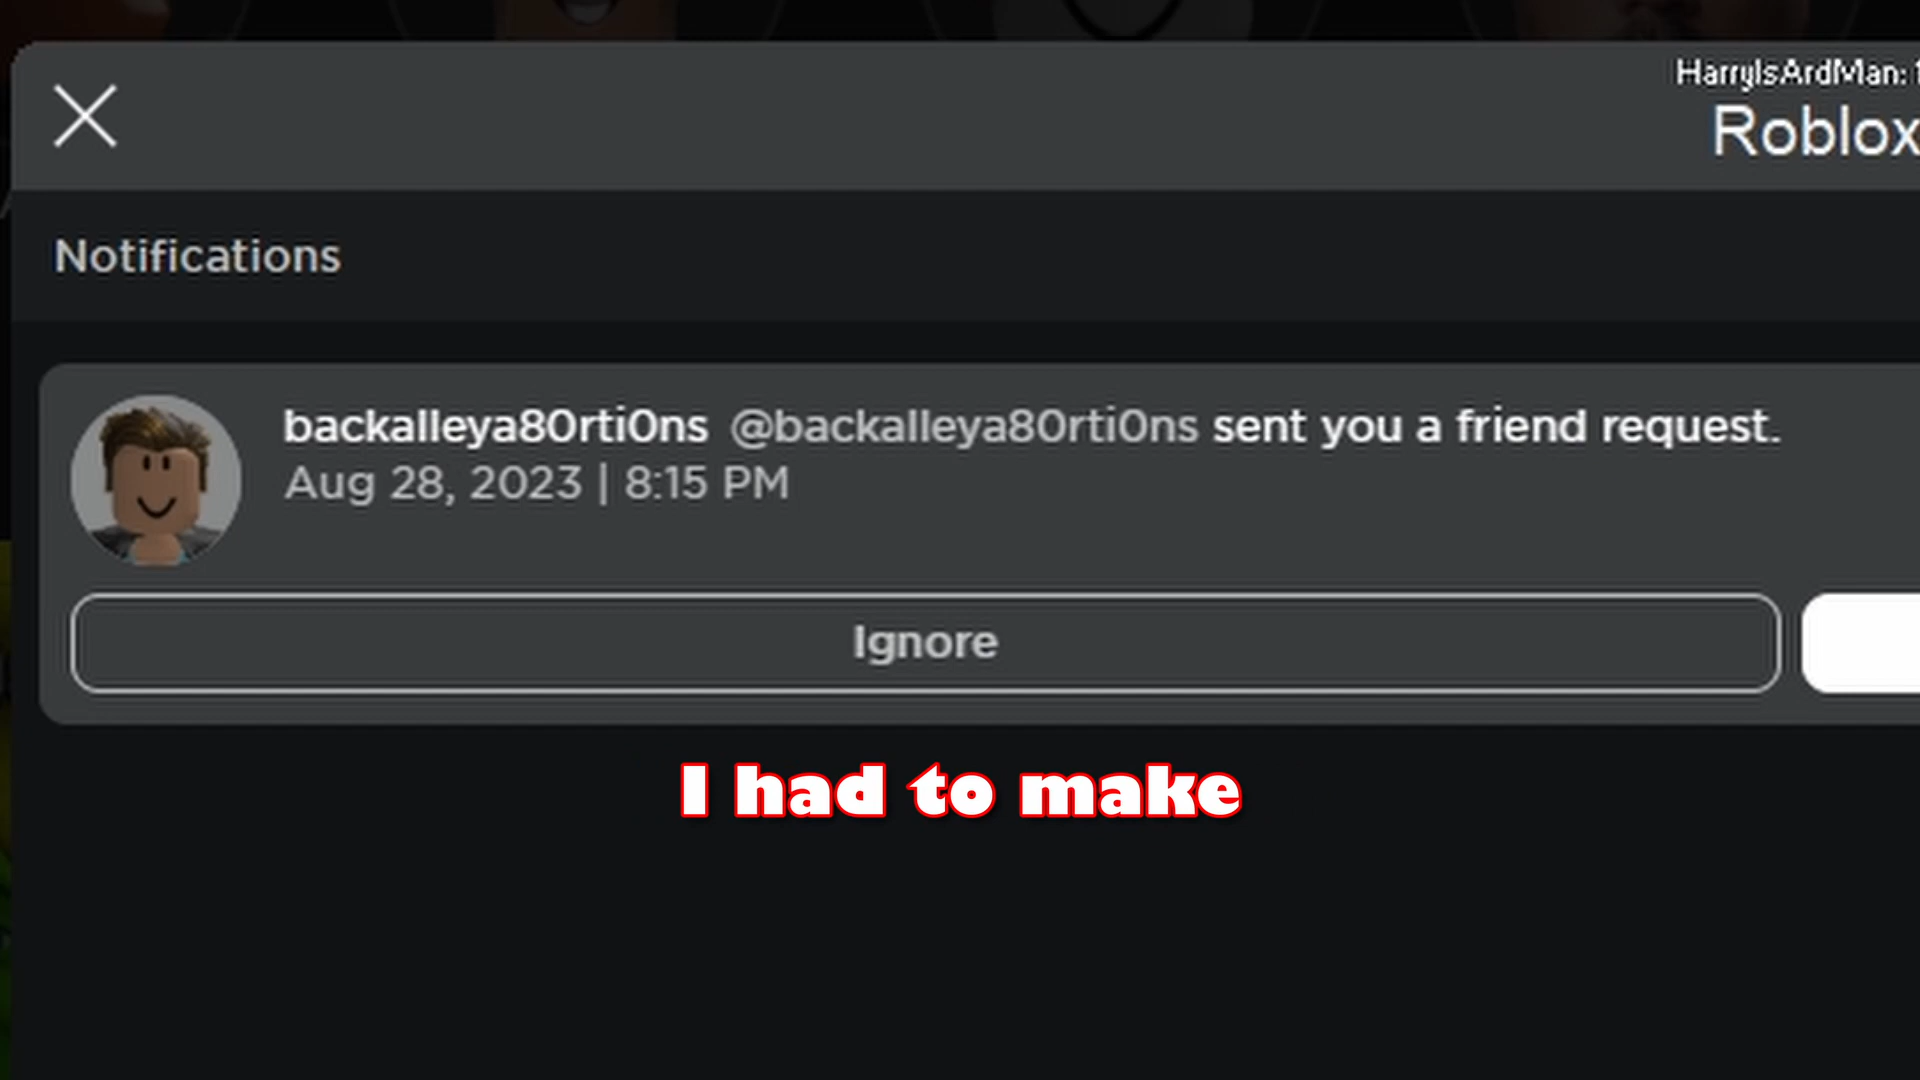 HarryIsArdMan:
Roblox
Notifications
backalleya80rti0ns @backalleya80rti0ns sent you a friend request.
Aug 28, 2023 | 8:15 PM
Ignore
I had to make